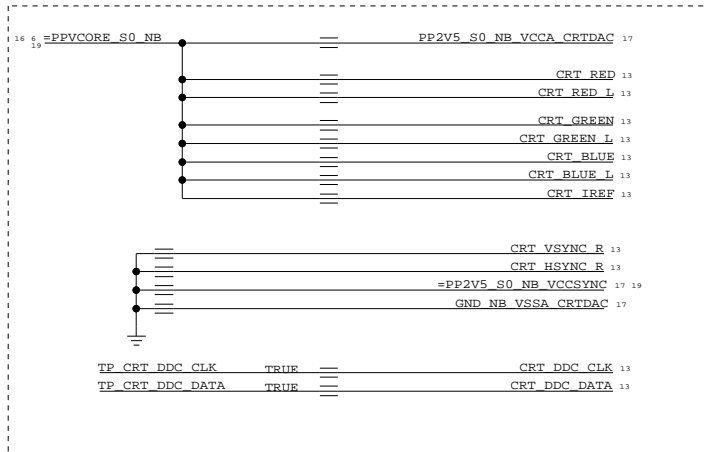 16 6 =PPVCORE_S0_NB PP2V5_S0_NB_VCCA_CRTDAC 17
19
CRT_RED 13
CRT_RED_L 13
CRT_GREEN 13
CRT_GREEN_L 13
CRT_BLUE 13
CRT_BLUE_L 13
CRT_IREF 13
CRT_VSYNC_R 13
CRT_HSYNC_R 13
=PP2V5_S0_NB_VCCSYNC 17 19
GND_NB_VSSA_CRTDAC 17
TP_CRT_DDC_CLK TRUE CRT_DDC_CLK 13
TP_CRT_DDC_DATA TRUE CRT_DDC_DATA 13